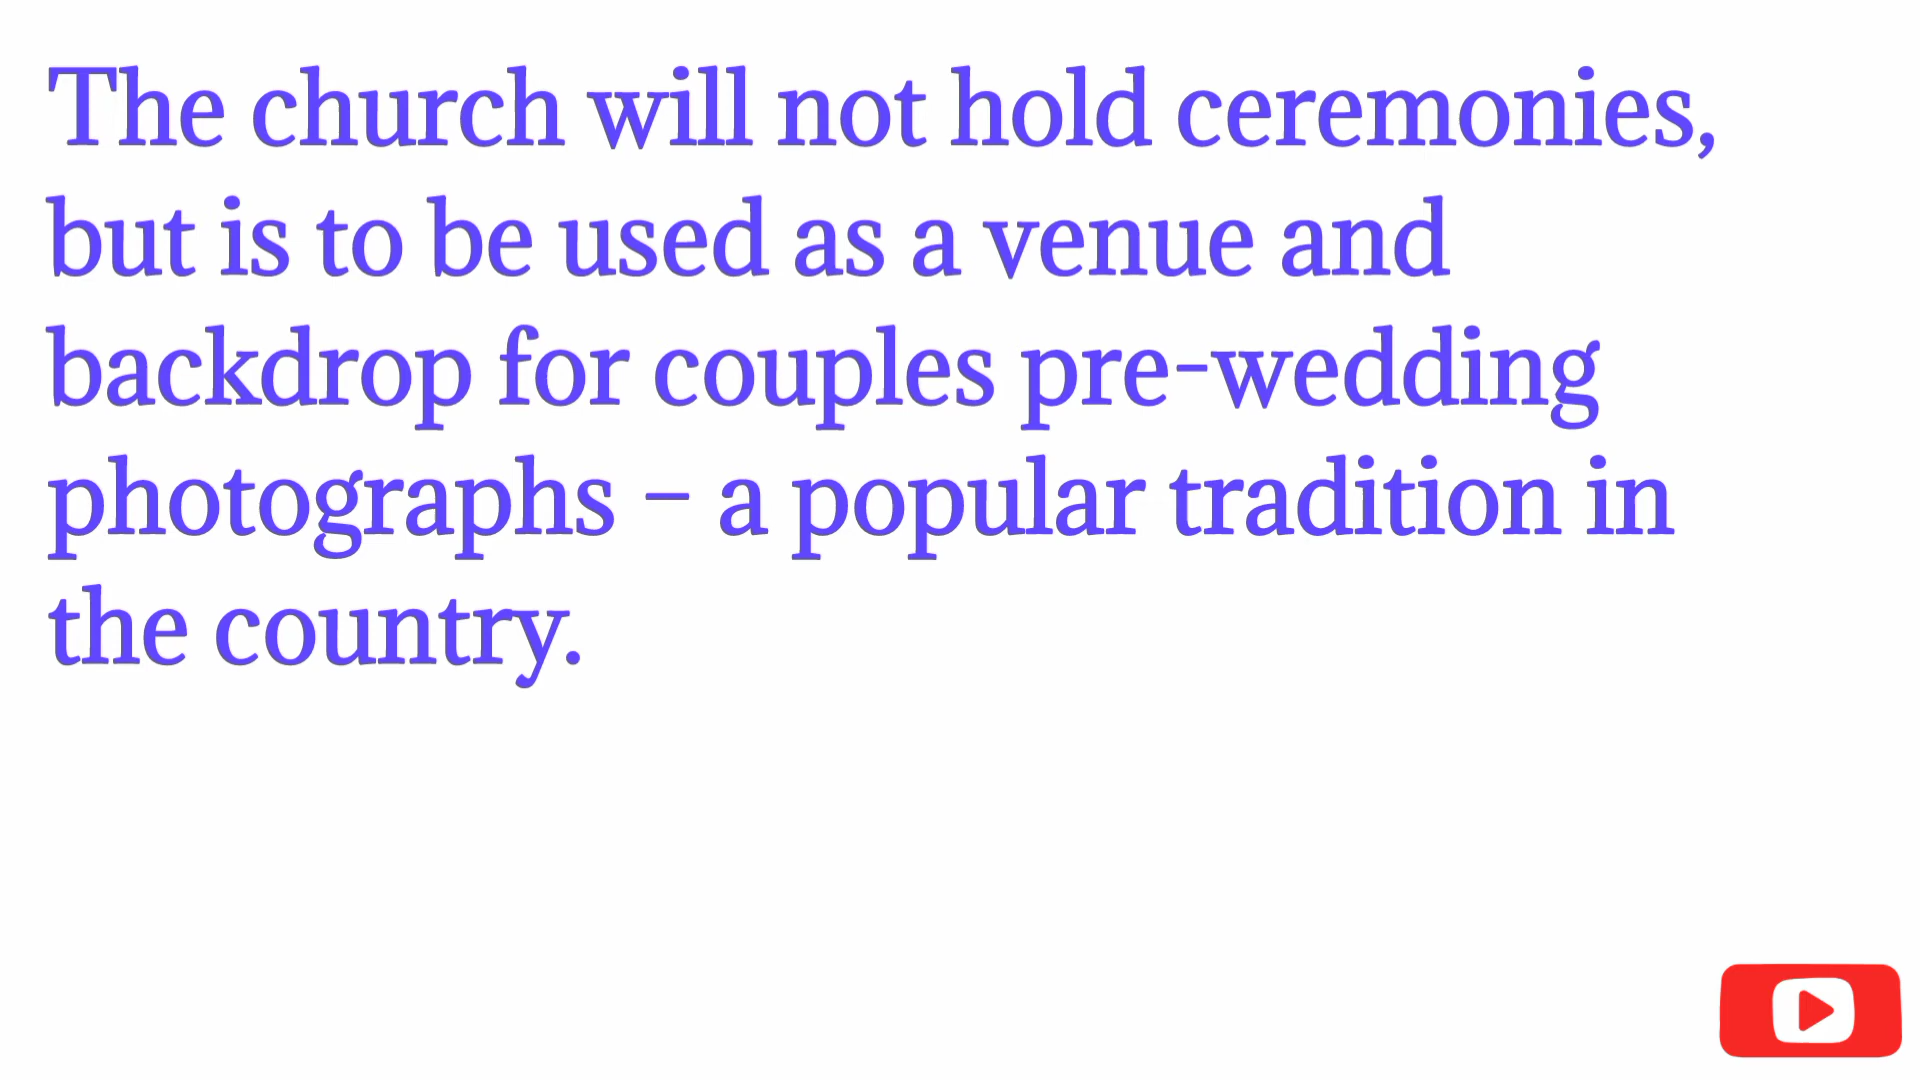 The church will not hold ceremonies,
but is to be used as a venue and
backdrop for couples pre-wedding
photographs – a popular tradition in
the country.